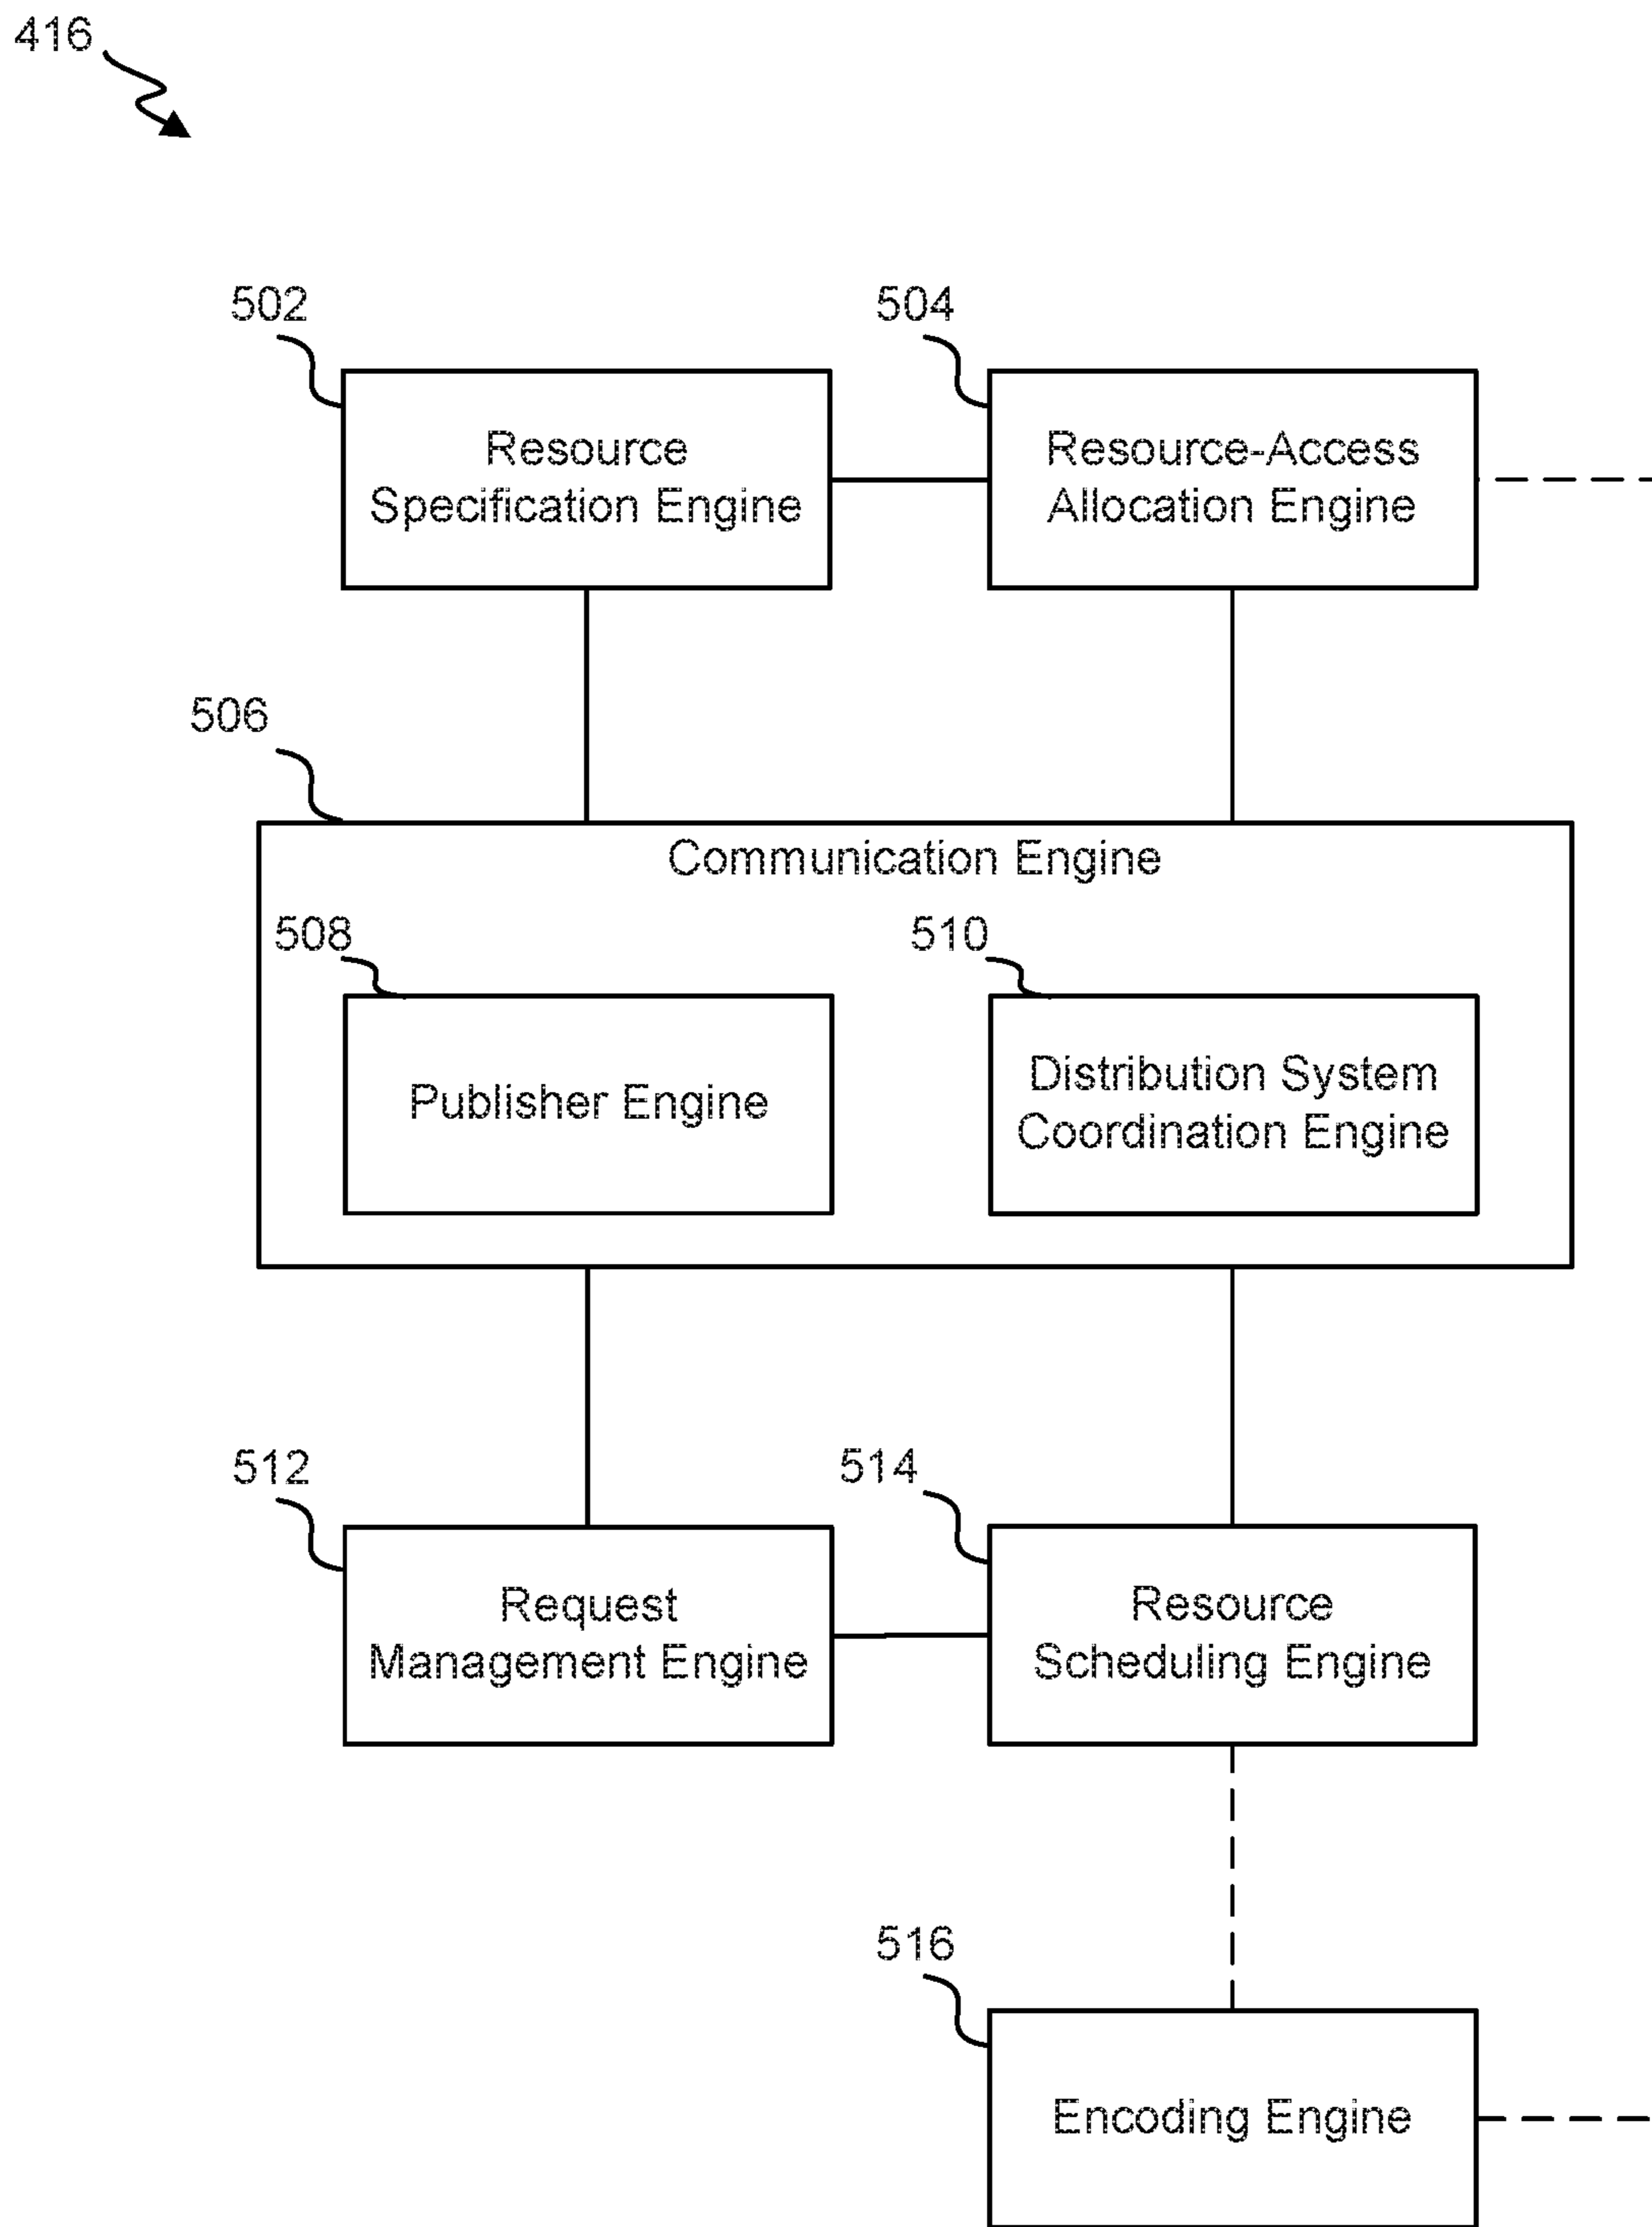 416
502
504
Resource
Specification Engine
Resource-Access
Allocation Engine
506
Communication Engine
508
510
Publisher Engine
Distribution System
Coordination Engine
512
514
Request
Management Engine
Resource
Scheduling Engine
516
Encoding Engine